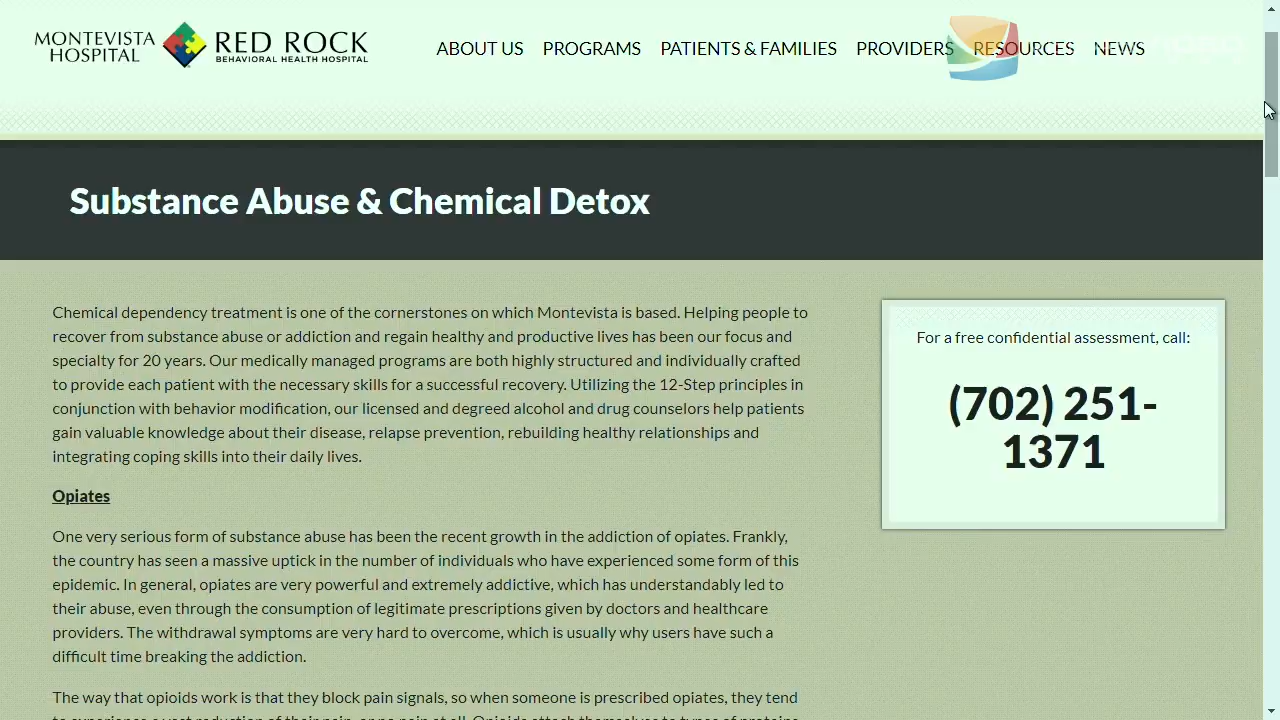 MONTEVISTA
HOSPITAL
RED ROCK
BEHAVIORAL HEALTH HOSPITAL
ABOUT US PROGRAMS PATIENTS & FAMILIES PROVIDERS RESOURCES NEWS
Substance Abuse & Chemical Detox
Chemical dependency treatment is one of the cornerstones on which Montevista is based. Helping people to
recover from substance abuse or addiction and regain healthy and productive lives has been our focus and
specialty for 20 years. Our medically managed programs are both highly structured and individually crafted
to provide each patient with the necessary skills for a successful recovery. Utilizing the 12-Step principles in
conjunction with behavior modification, our licensed and degreed alcohol and drug counselors help patients
gain valuable knowledge about their disease, relapse prevention, rebuilding healthy relationships and
integrating coping skills into their daily lives.
Opiates
One very serious form of substance abuse has been the recent growth in the addiction of opiates. Frankly,
the country has seen a massive uptick in the number of individuals who have experienced some form of this
epidemic. In general, opiates are very powerful and extremely addictive, which has understandably led to
their abuse, even through the consumption of legitimate prescriptions given by doctors and healthcare
providers. The withdrawal symptoms are very hard to overcome, which is usually why users have such a
difficult time breaking the addiction.
The way that opioids work is that they block pain signals, so when someone is prescribed opiates, they tend
For a free confidential assessment, call:
(702) 251-
1371